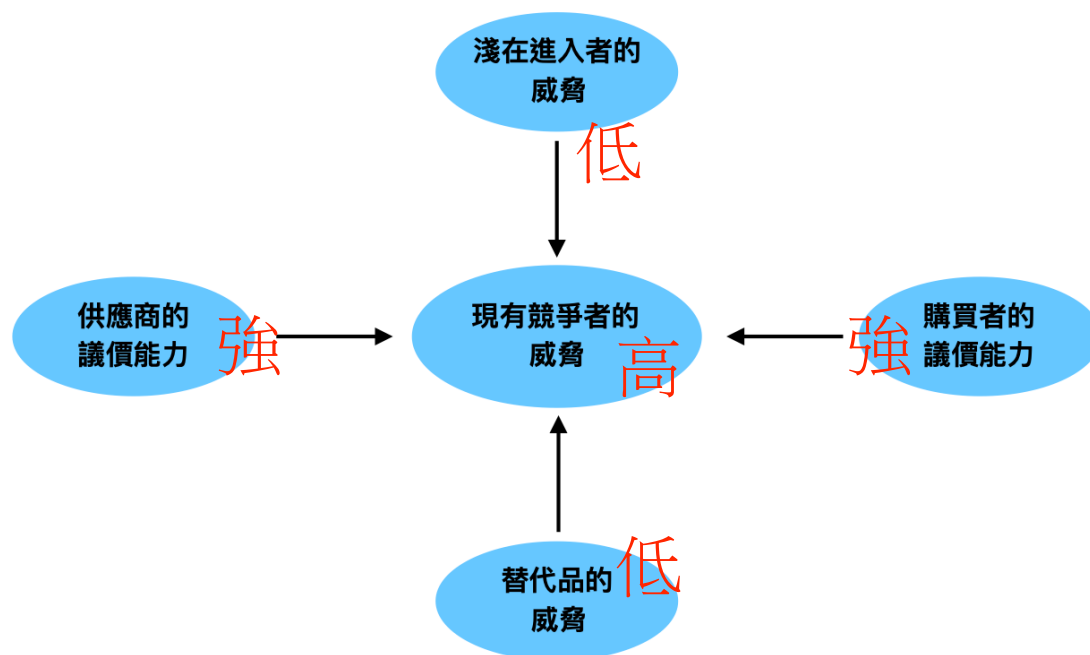 淺在進入者的
威脅
低
供應商的
議價能力
強
現有競爭者的
威脅
高
強
購買者的
議價能力
替代品的
威脅
低